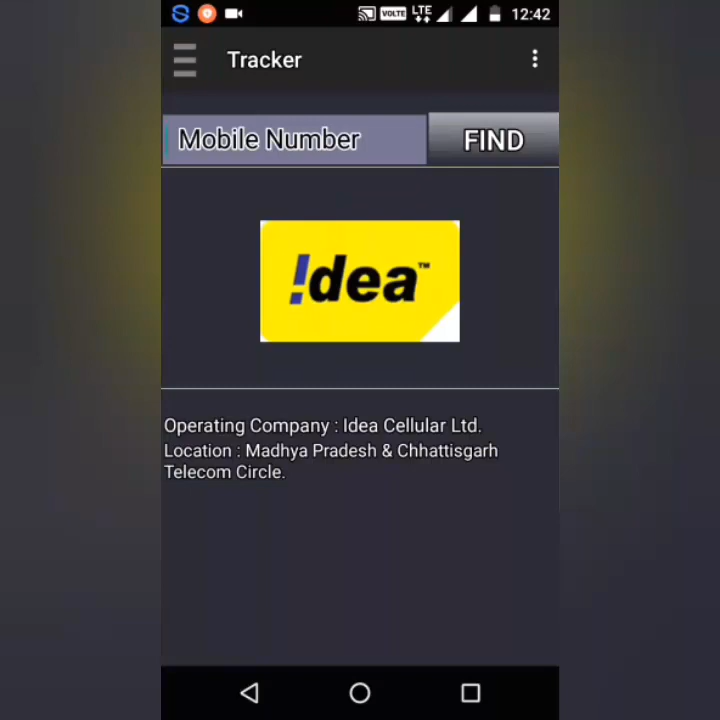 VOLTE LTE 12:42
Tracker
Mobile Number FIND
!dea™
Operating Company : Idea Cellular Ltd.
Location : Madhya Pradesh & Chhattisgarh
Telecom Circle.